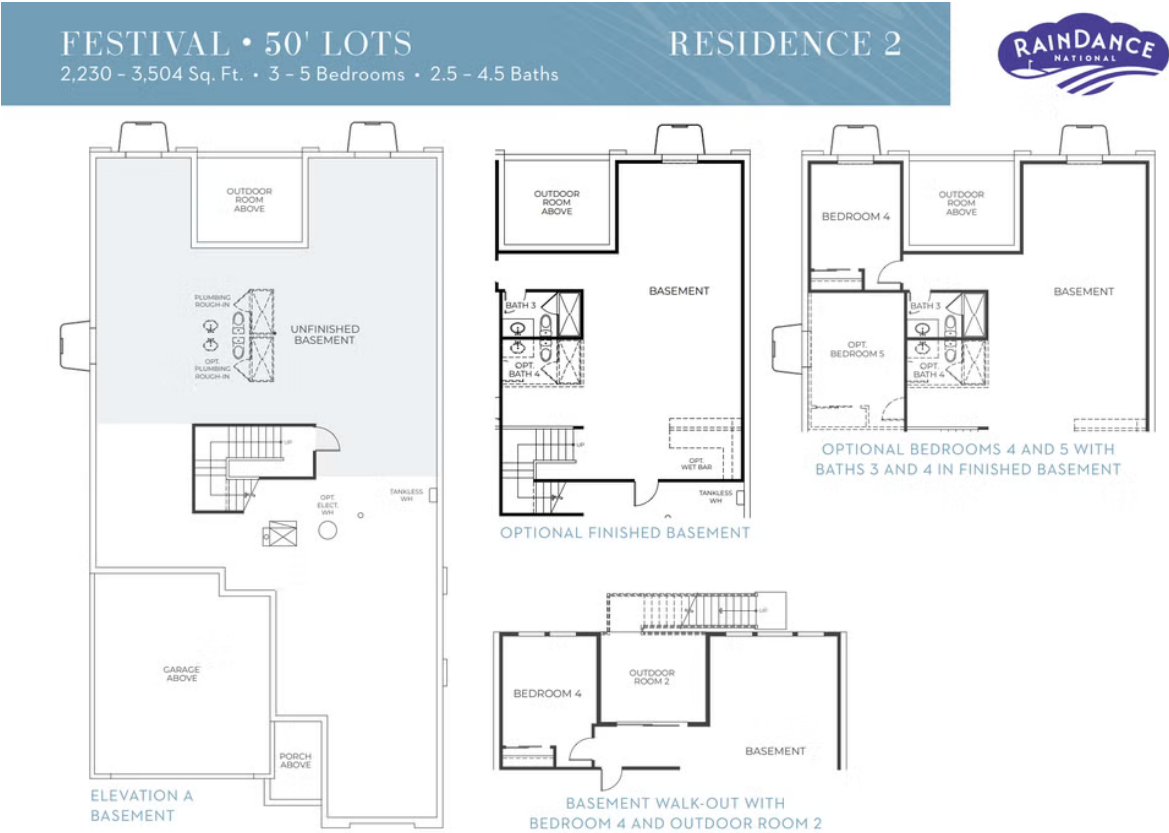 FESTIVAL • 50' LOTS
2,230 – 3,504 Sq. Ft. • 3 – 5 Bedrooms • 2.5 – 4.5 Baths
RESIDENCE 2
RAINDANCE
NATIONAL
OUTDOOR
ROOM
ABOVE
PLUMBING
ROUGH-IN
OPT.
PLUMBING
ROUGH-IN
UNFINISHED
BASEMENT
UP
OPT.
ELECT.
WH
TANKLESS
WH
GARAGE
ABOVE
PORCH
ABOVE
ELEVATION A
BASEMENT
OUTDOOR
ROOM
ABOVE
BASEMENT
BATH 3
OPT.
BATH 4
UP
OPT.
WET BAR
TANKLESS
WH
OPTIONAL FINISHED BASEMENT
BEDROOM 4
OUTDOOR
ROOM
ABOVE
BASEMENT
BATH 3
OPT.
BEDROOM 5
OPT.
BATH 4
OPTIONAL BEDROOMS 4 AND 5 WITH
BATHS 3 AND 4 IN FINISHED BASEMENT
UP
BEDROOM 4
OUTDOOR
ROOM 2
BASEMENT
BASEMENT WALK-OUT WITH
BEDROOM 4 AND OUTDOOR ROOM 2